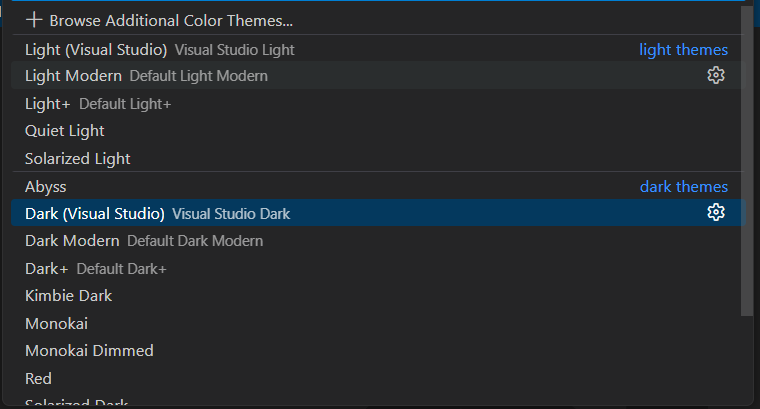 Browse Additional Color Themes...
Light (Visual Studio) Visual Studio Light light themes
Light Modern Default Light Modern
Light+ Default Light+
Quiet Light
Solarized Light
Abyss dark themes
Dark (Visual Studio) Visual Studio Dark
Dark Modern Default Dark Modern
Dark+ Default Dark+
Kimbie Dark
Monokai
Monokai Dimmed
Red
Solarized Dark